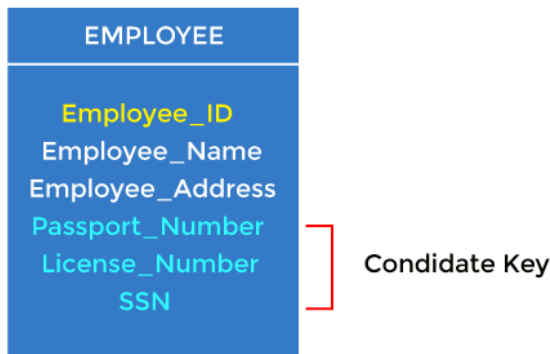 EMPLOYEE
Employee_ID
Employee_Name
Employee_Address
Passport_Number
License_Number
SSN
Condidate Key